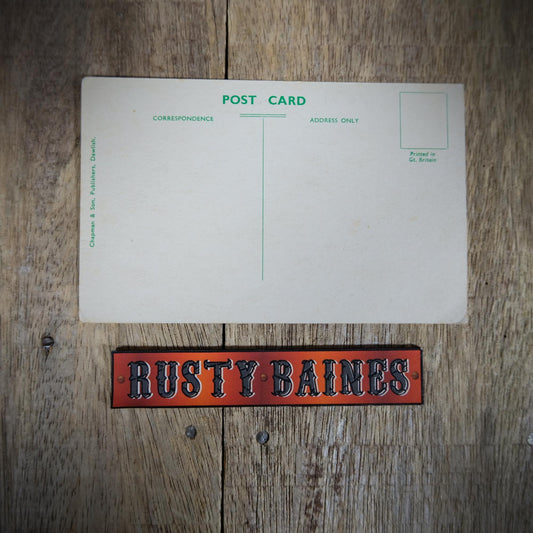 POST CARD
CORRESPONDENCE
ADDRESS ONLY
Printed in
Gt. Britain
Chapman & Son, Publishers, Dawlish.
RUSTY BAINES